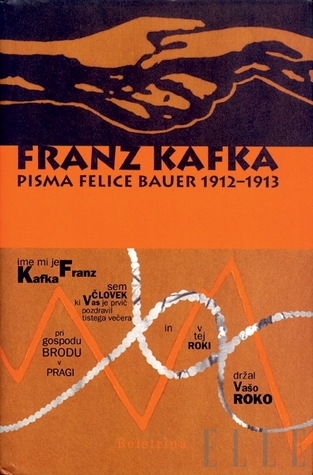 FRANZ KAFKA
PISMA FELICE BAUER 1912–1913
ime mi je
Franz
Kafka
sem
ČLOVEK
ki Vas je prvič
pozdravil
tistega večera
pri
gospodu
BRODU
v
PRAGI
in
v
tej
ROKI
držal
Vašo
ROKO
Beletrina
ELLE